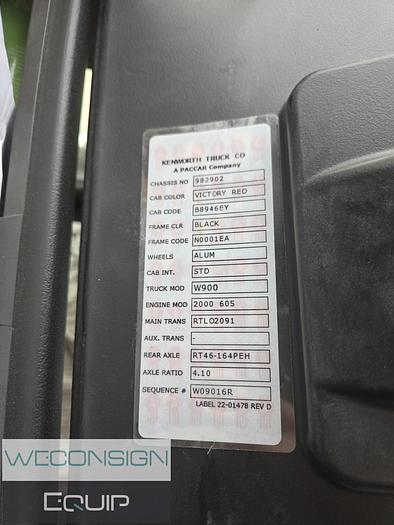 KENWORTH TRUCK CO
A PACCAR Company
CHASSIS NO 982902
CAB COLOR VICTORY RED
CAB CODE B8946EY
FRAME CLR BLACK
FRAME CODE N0001EA
WHEELS ALUM
CAB INT. STD
TRUCK MOD W900
ENGINE MOD 2000 605
MAIN TRANS RTLO2091
AUX. TRANS -
REAR AXLE RT46-164PEH
AXLE RATIO 4.10
SEQUENCE # W09016R
LABEL 22-01478 REV D
WECONSIGN
EQUIP